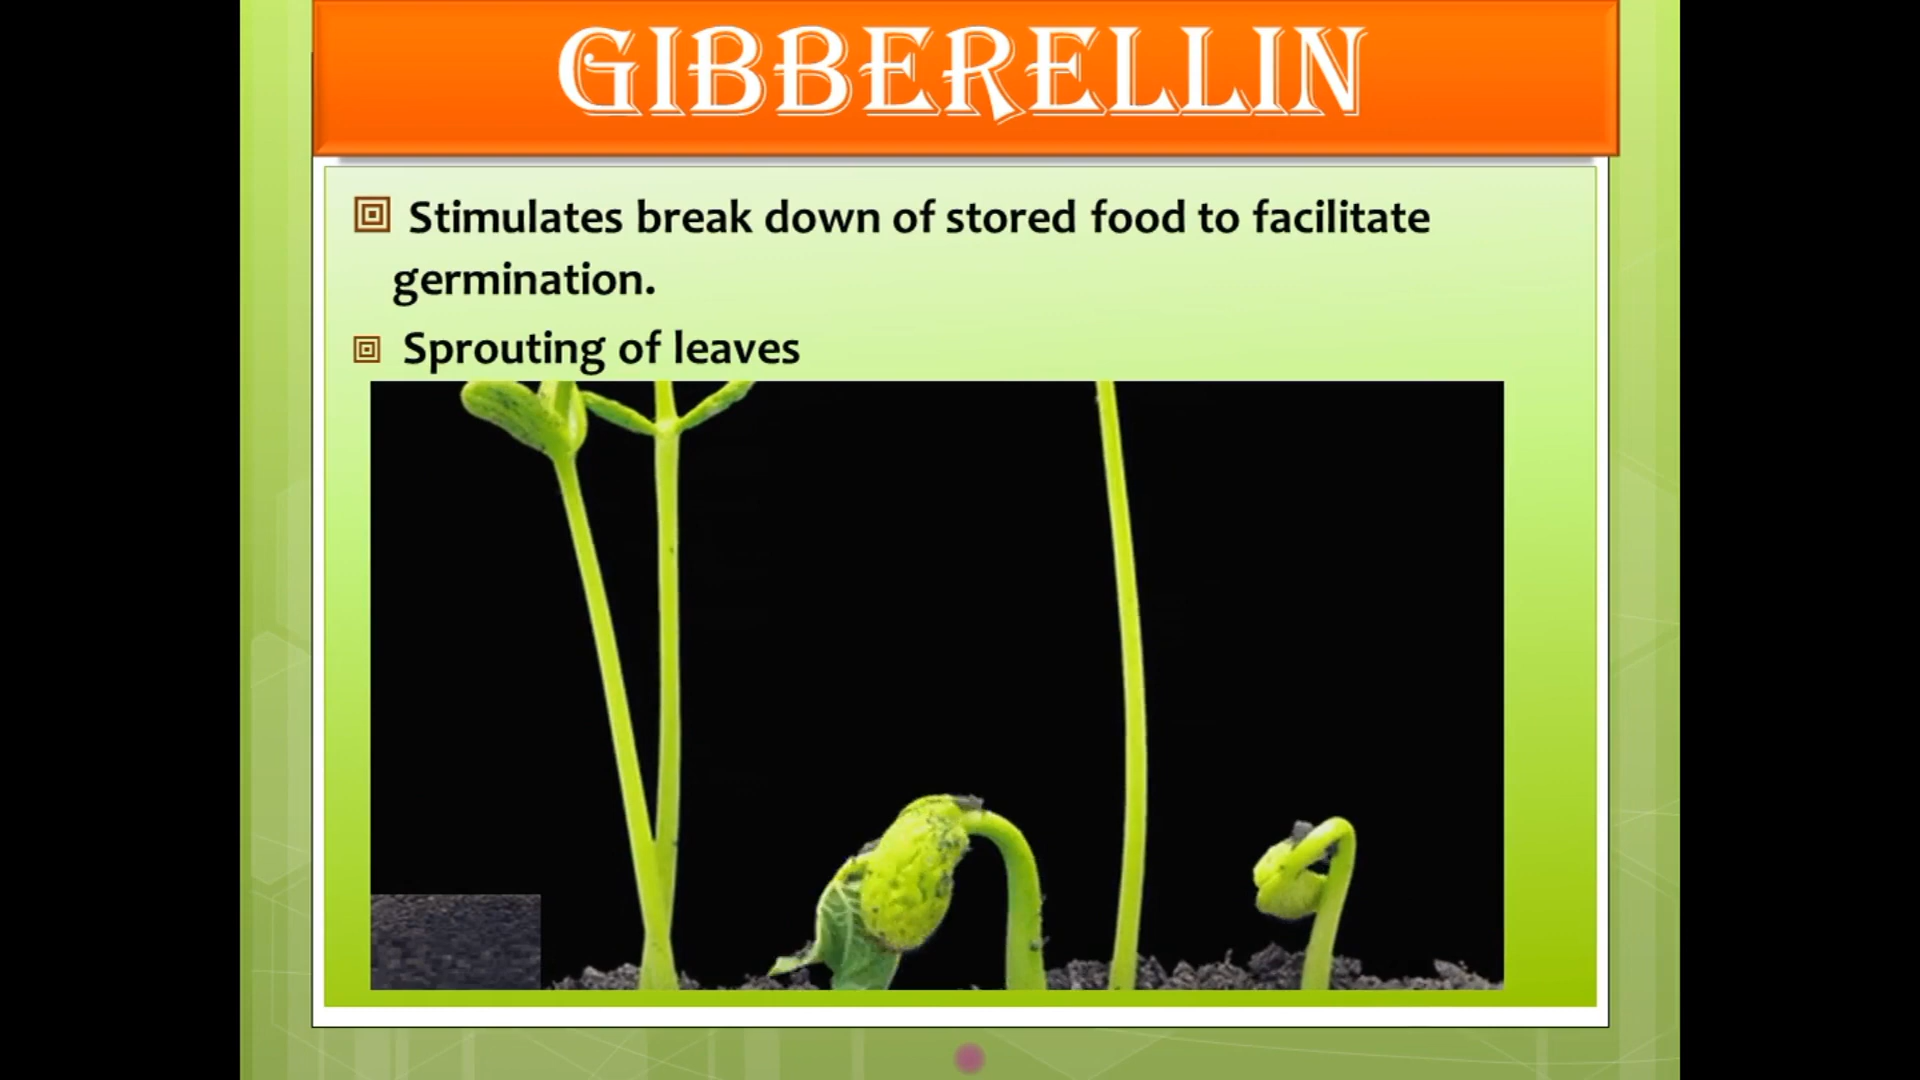 GIBBERELLIN
Stimulates break down of stored food to facilitate
germination.
Sprouting of leaves